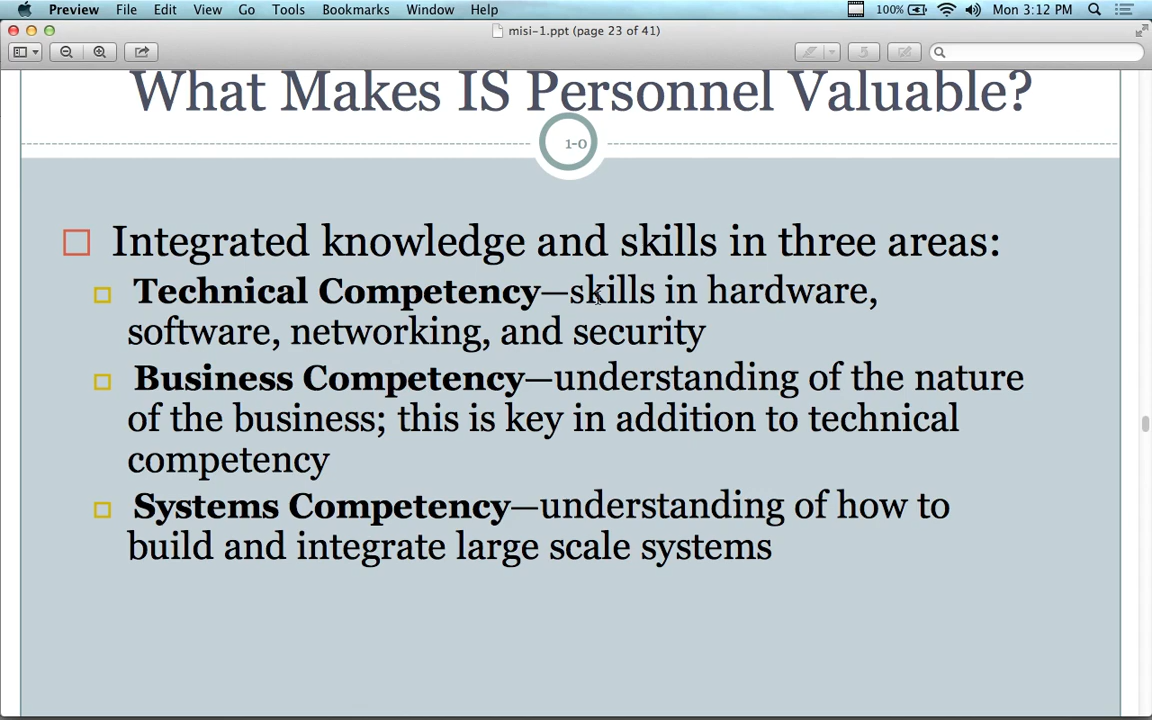 Preview File Edit View Go Tools Bookmarks Window Help 100% Mon 3:12 PM
misi-1.ppt (page 23 of 41)
What Makes IS Personnel Valuable?
1-0
Integrated knowledge and skills in three areas:
Technical Competency—skills in hardware,
software, networking, and security
Business Competency—understanding of the nature
of the business; this is key in addition to technical
competency
Systems Competency—understanding of how to
build and integrate large scale systems